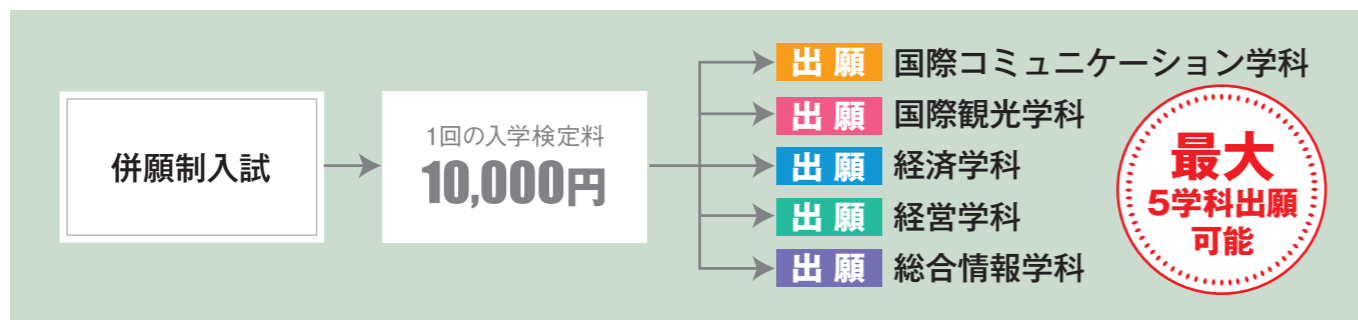 併願制入試
1回の入学検定料
10,000円
出願 国際コミュニケーション学科
出願 国際観光学科
出願 経済学科
出願 経営学科
出願 総合情報学科
最大
5学科出願
可能